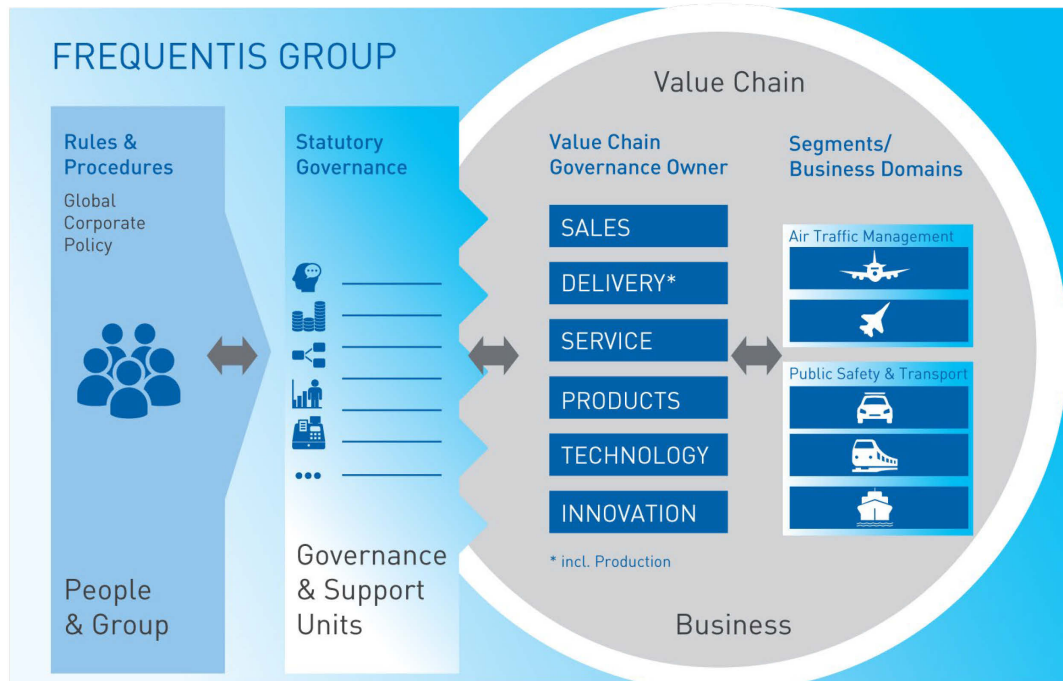 FREQUENTIS GROUP
Rules &
Procedures
Global
Corporate
Policy
People
& Group
Statutory
Governance
Governance
& Support
Units
Value Chain
Value Chain
Governance Owner
SALES
DELIVERY*
SERVICE
PRODUCTS
TECHNOLOGY
INNOVATION
* incl. Production
Segments/
Business Domains
Air Traffic Management
Public Safety & Transport
Business